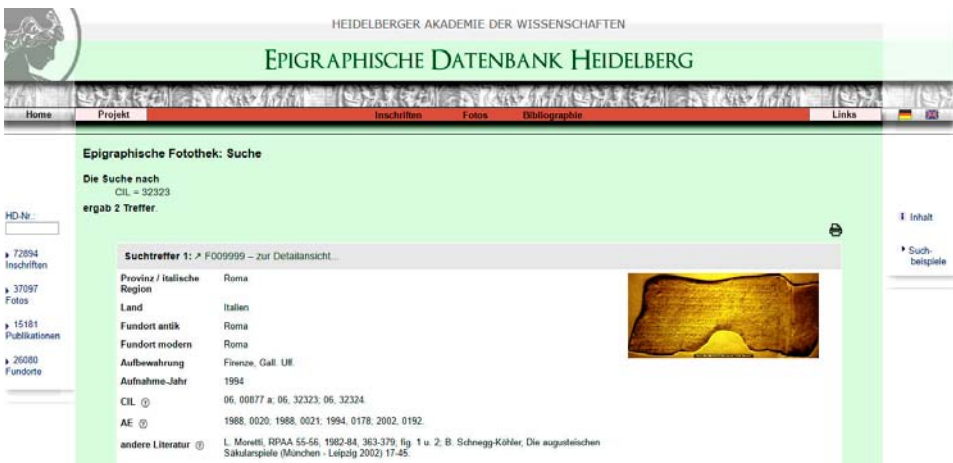 HEIDELBERGER AKADEMIE DER WISSENSCHAFTEN
EPIGRAPHISCHE DATENBANK HEIDELBERG
Home Projekt Inschriften Fotos Bibliographie Links
Epigraphische Fotothek: Suche
Die Suche nach
CIL = 32323
ergab 2 Treffer.
HD-Nr.:
72894
Inschriften
37097
Fotos
15181
Publikationen
26080
Fundorte
Inhalt
Such-
beispiele
Suchtreffer 1: ↗ F009999 – zur Detailansicht...
Provinz / italische
Region Roma
Land Italien
Fundort antik Roma
Fundort modern Roma
Aufbewahrung Firenze, Gall. Uff.
Aufnahme-Jahr 1994
CIL 06, 00877 a; 06, 32323; 06, 32324.
AE 1988, 0020; 1988, 0021; 1994, 0178; 2002, 0192.
andere Literatur L. Moretti, RPAA 55-56, 1982-84, 363-379, fig. 1 u. 2; B. Schnegg-Köhler, Die augusteischen
Säkularspiele (München - Leipzig 2002) 17-45.